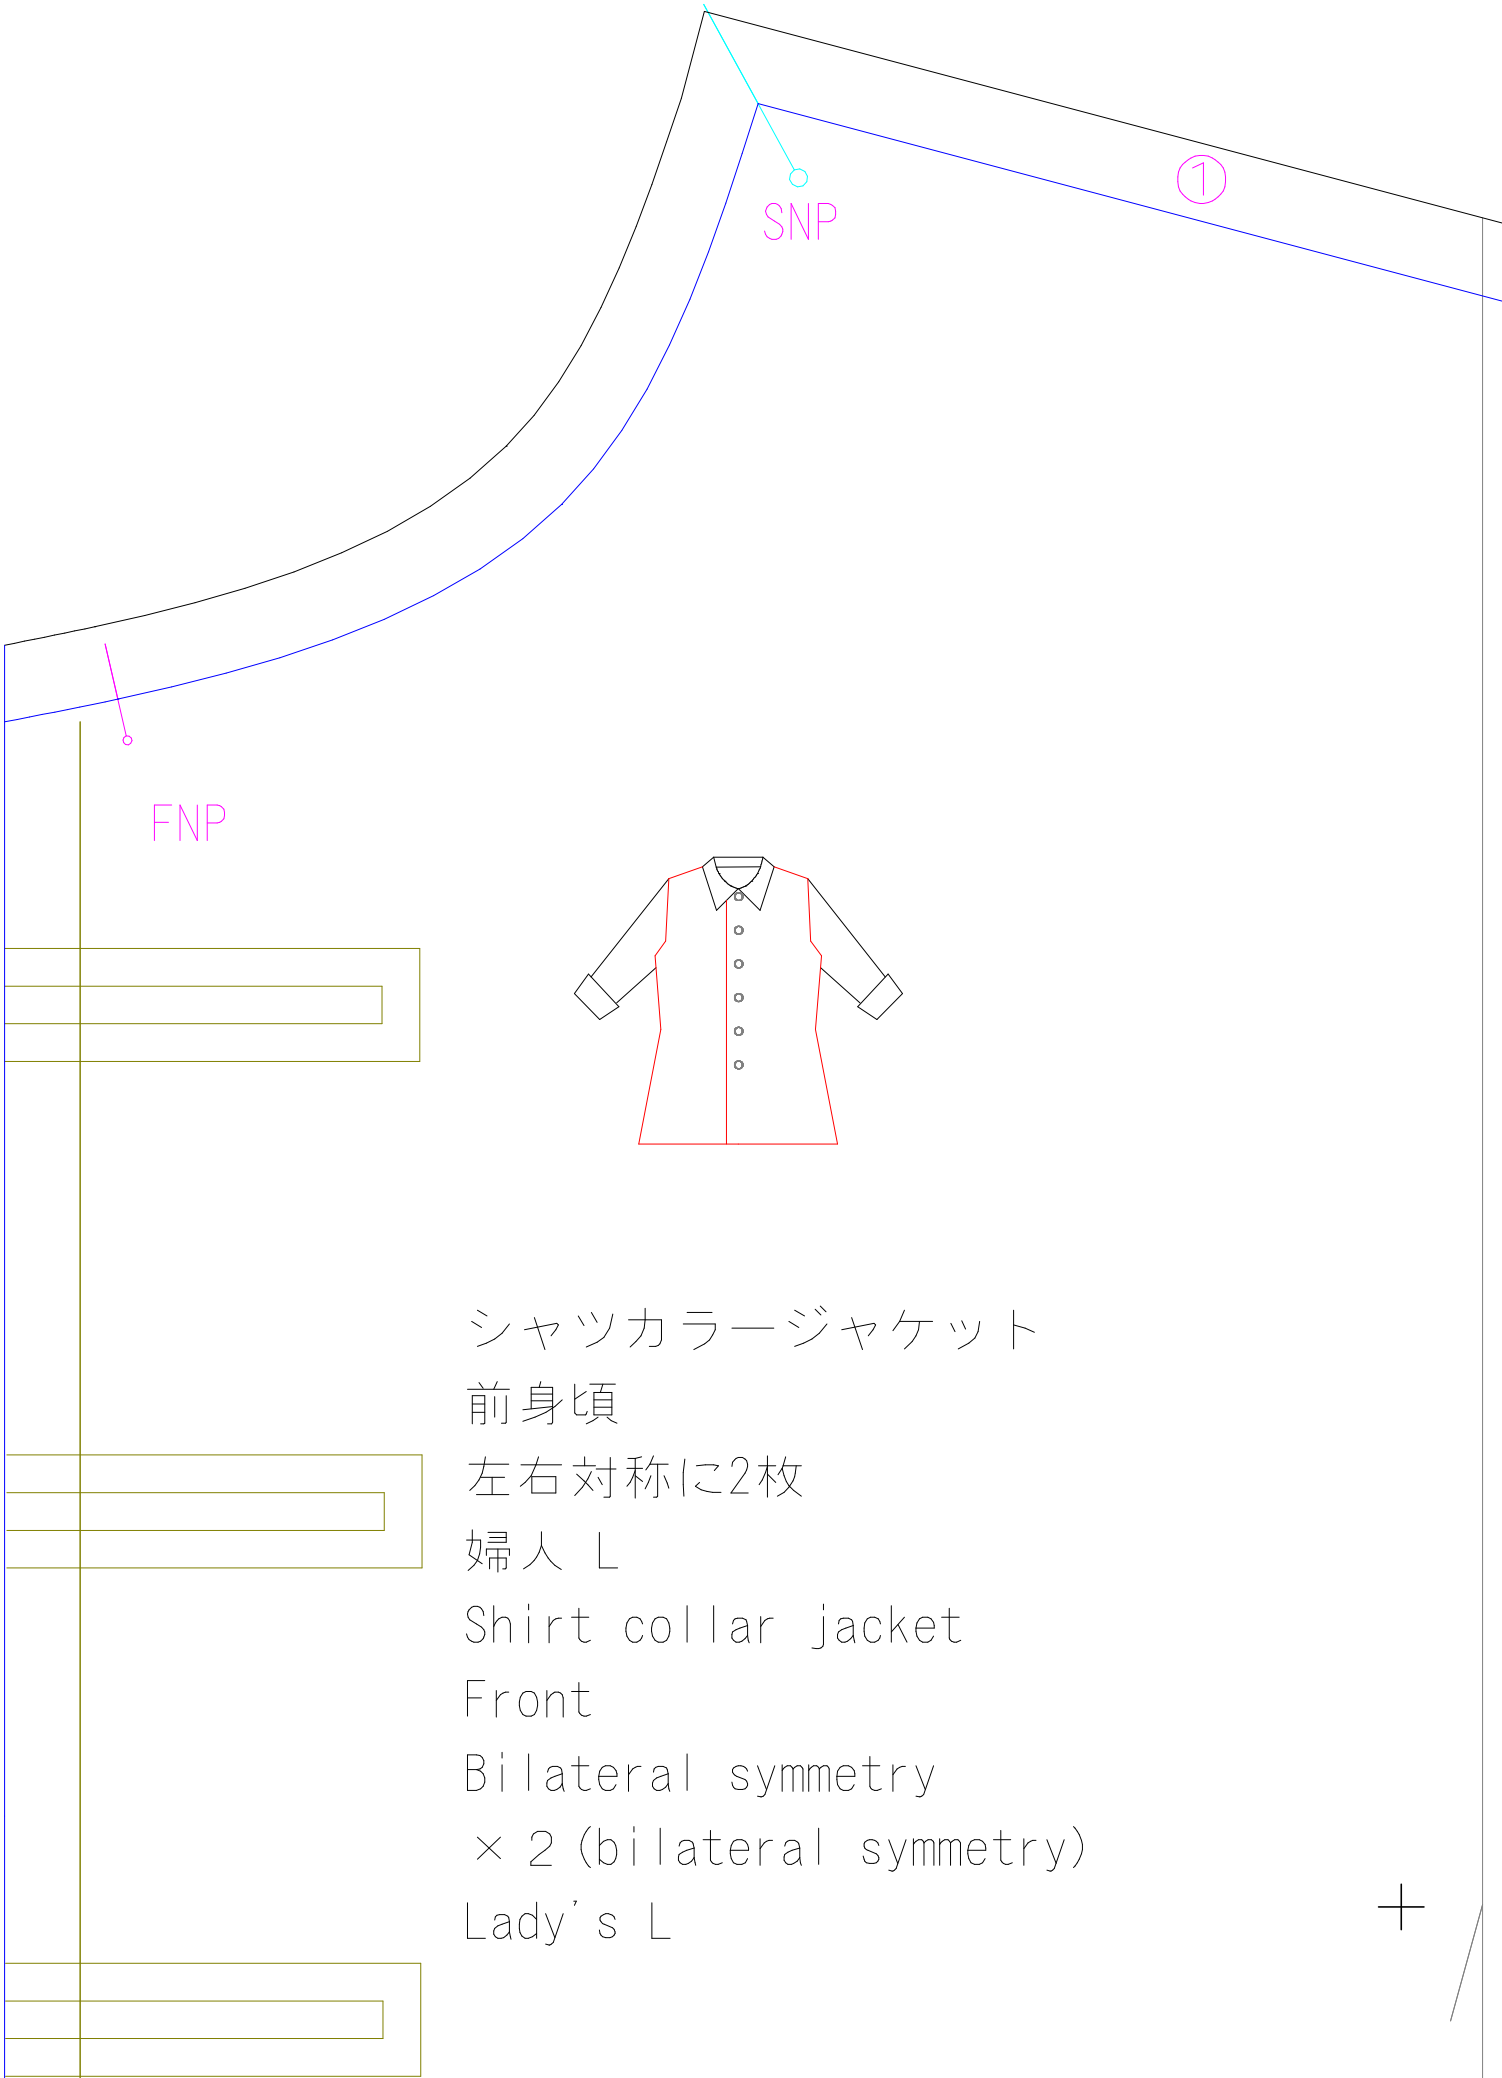 ①
SNP
FNP
シャツカラージャケット
前身頃
左右対称に2枚
婦人 L
Shirt collar jacket
Front
Bilateral symmetry
×２(bilateral symmetry)
Lady's L